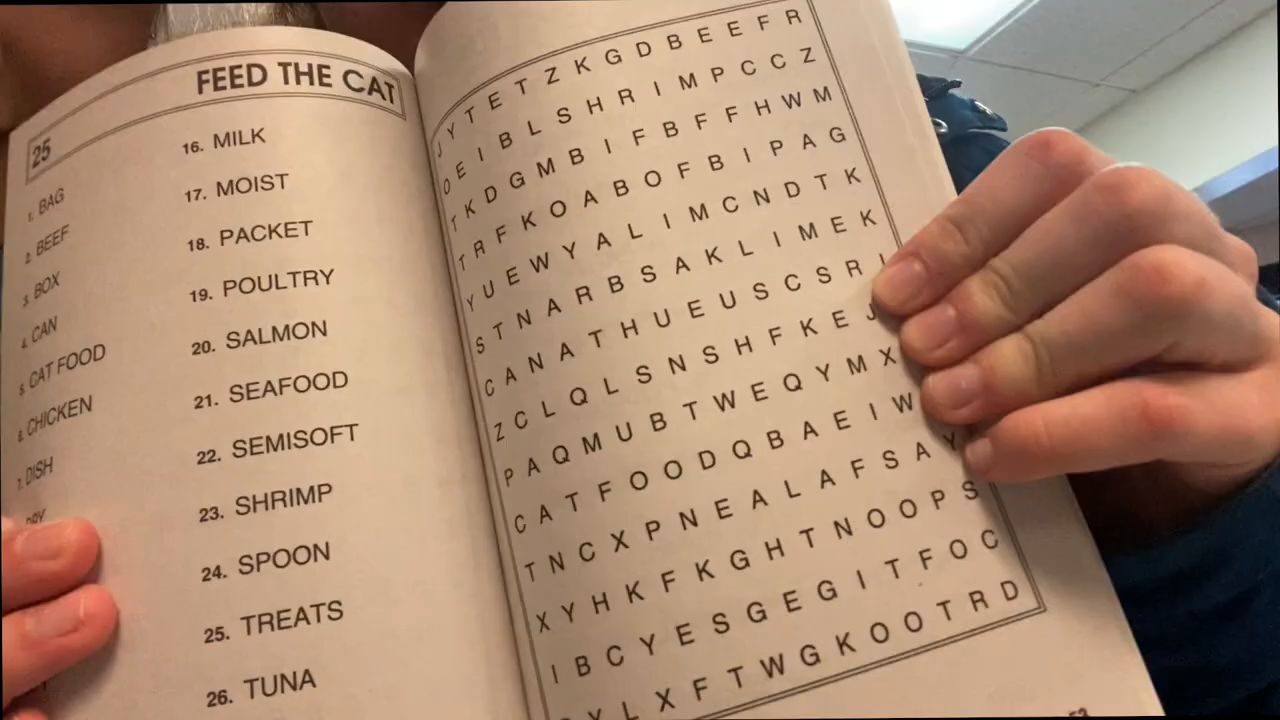 FEED THE CAT
25
1. BAG
2. BEEF
3. BOX
4. CAN
5. CAT FOOD
6. CHICKEN
7. DISH
DRY
16. MILK
17. MOIST
18. PACKET
19. POULTRY
20. SALMON
21. SEAFOOD
22. SEMISOFT
23. SHRIMP
24. SPOON
25. TREATS
26. TUNA
J Y T E T Z K G D B E E F R
O E I B L S H R I M P C C Z
T K D G M B I F B F F H W M
T R F K O A B O F B I P A G
Y U E W Y A L I M C N D T K
S T N A R B S A K L I M E K
C A N A T H U E U S C S R I
Z C L Q L S N S H F K E J
P A Q M U B T W E Q Y M X
C A T F O O D Q B A E I W
T N C X P N E A L A F S A Y
X Y H K F K G H T N O O P S
I B C Y E S G E G I T F O C
Y L X F T W G K O O T R D